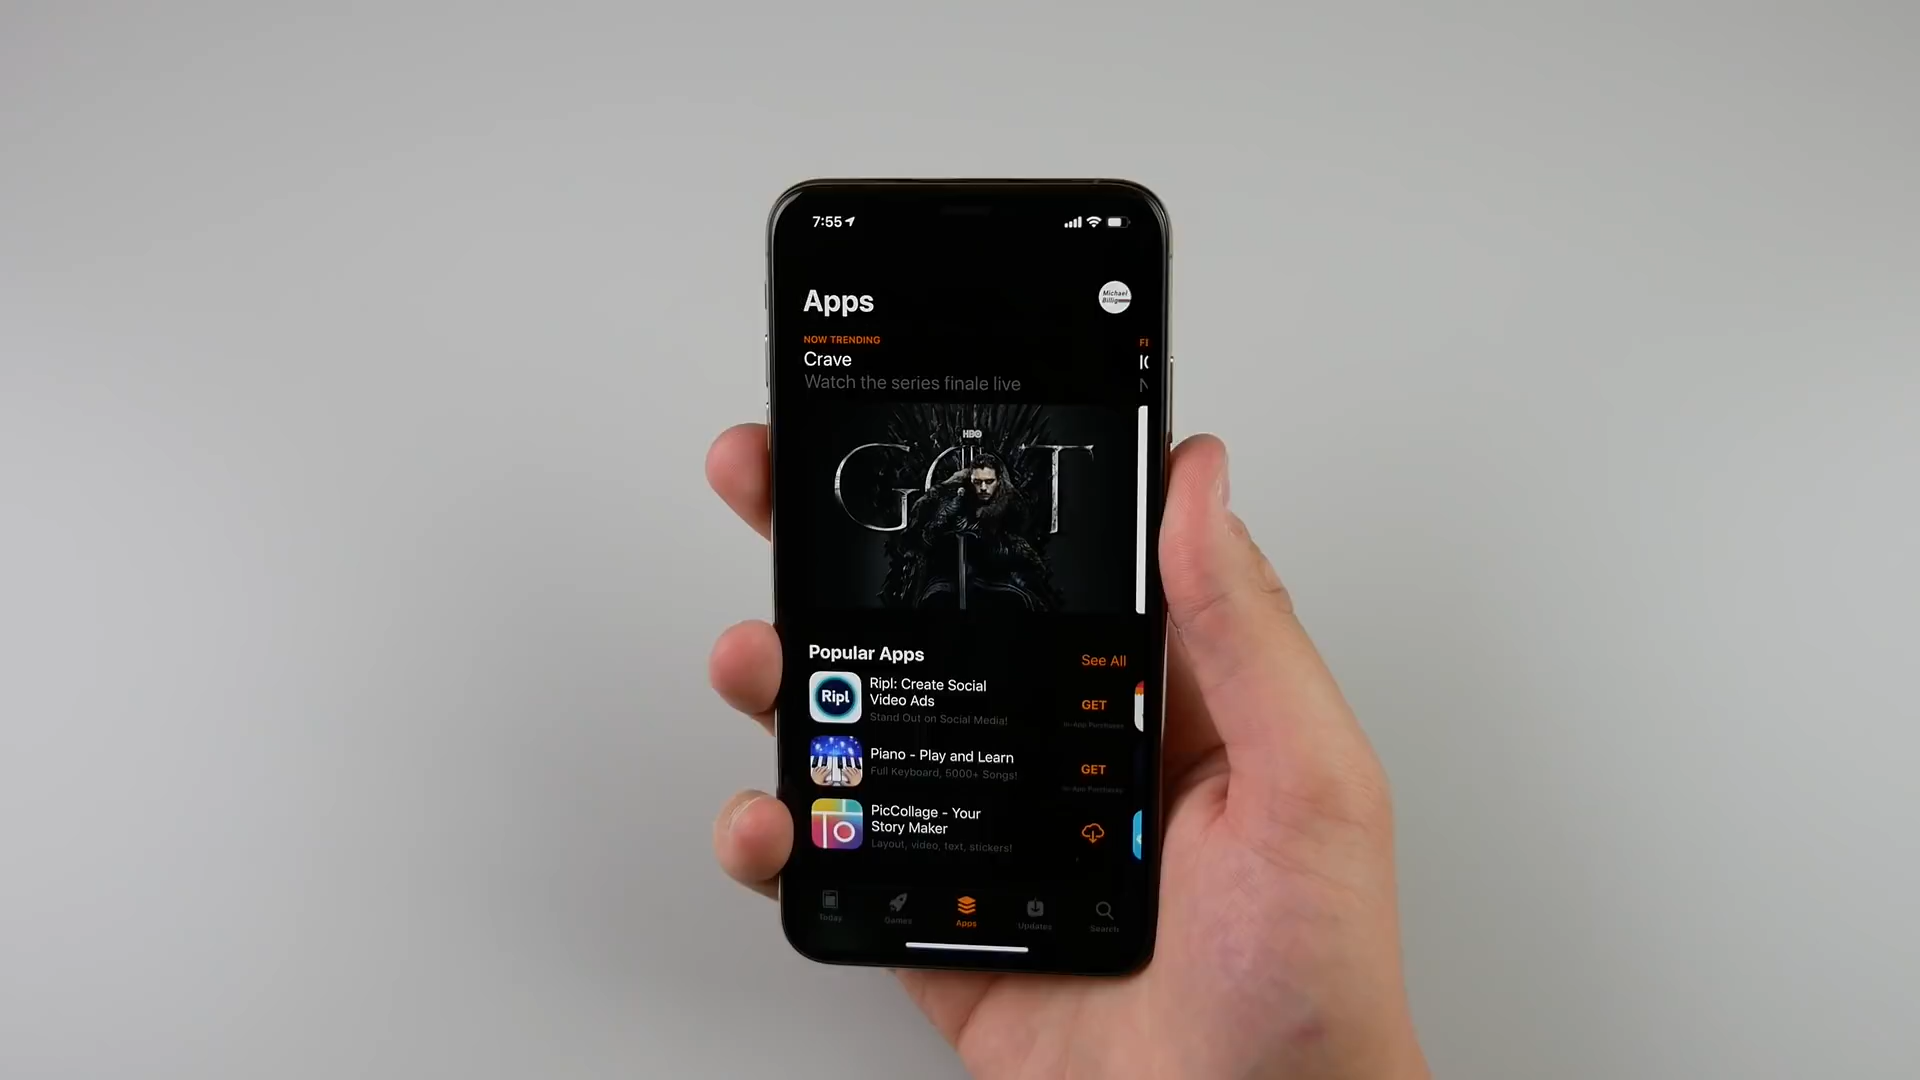 7:55
Apps
Michael
NOW TRENDING
Crave
Watch the series finale live
HBO
GOT
Popular Apps
See All
Ripl
Ripl: Create Social
Video Ads
Stand Out on Social Media!
GET
In-App Purchases
Piano - Play and Learn
Full Keyboard, 5000+ Songs!
GET
In-App Purchases
PicCollage - Your
Story Maker
Layout, video, text, stickers!
Today
Games
Apps
Updates
Search